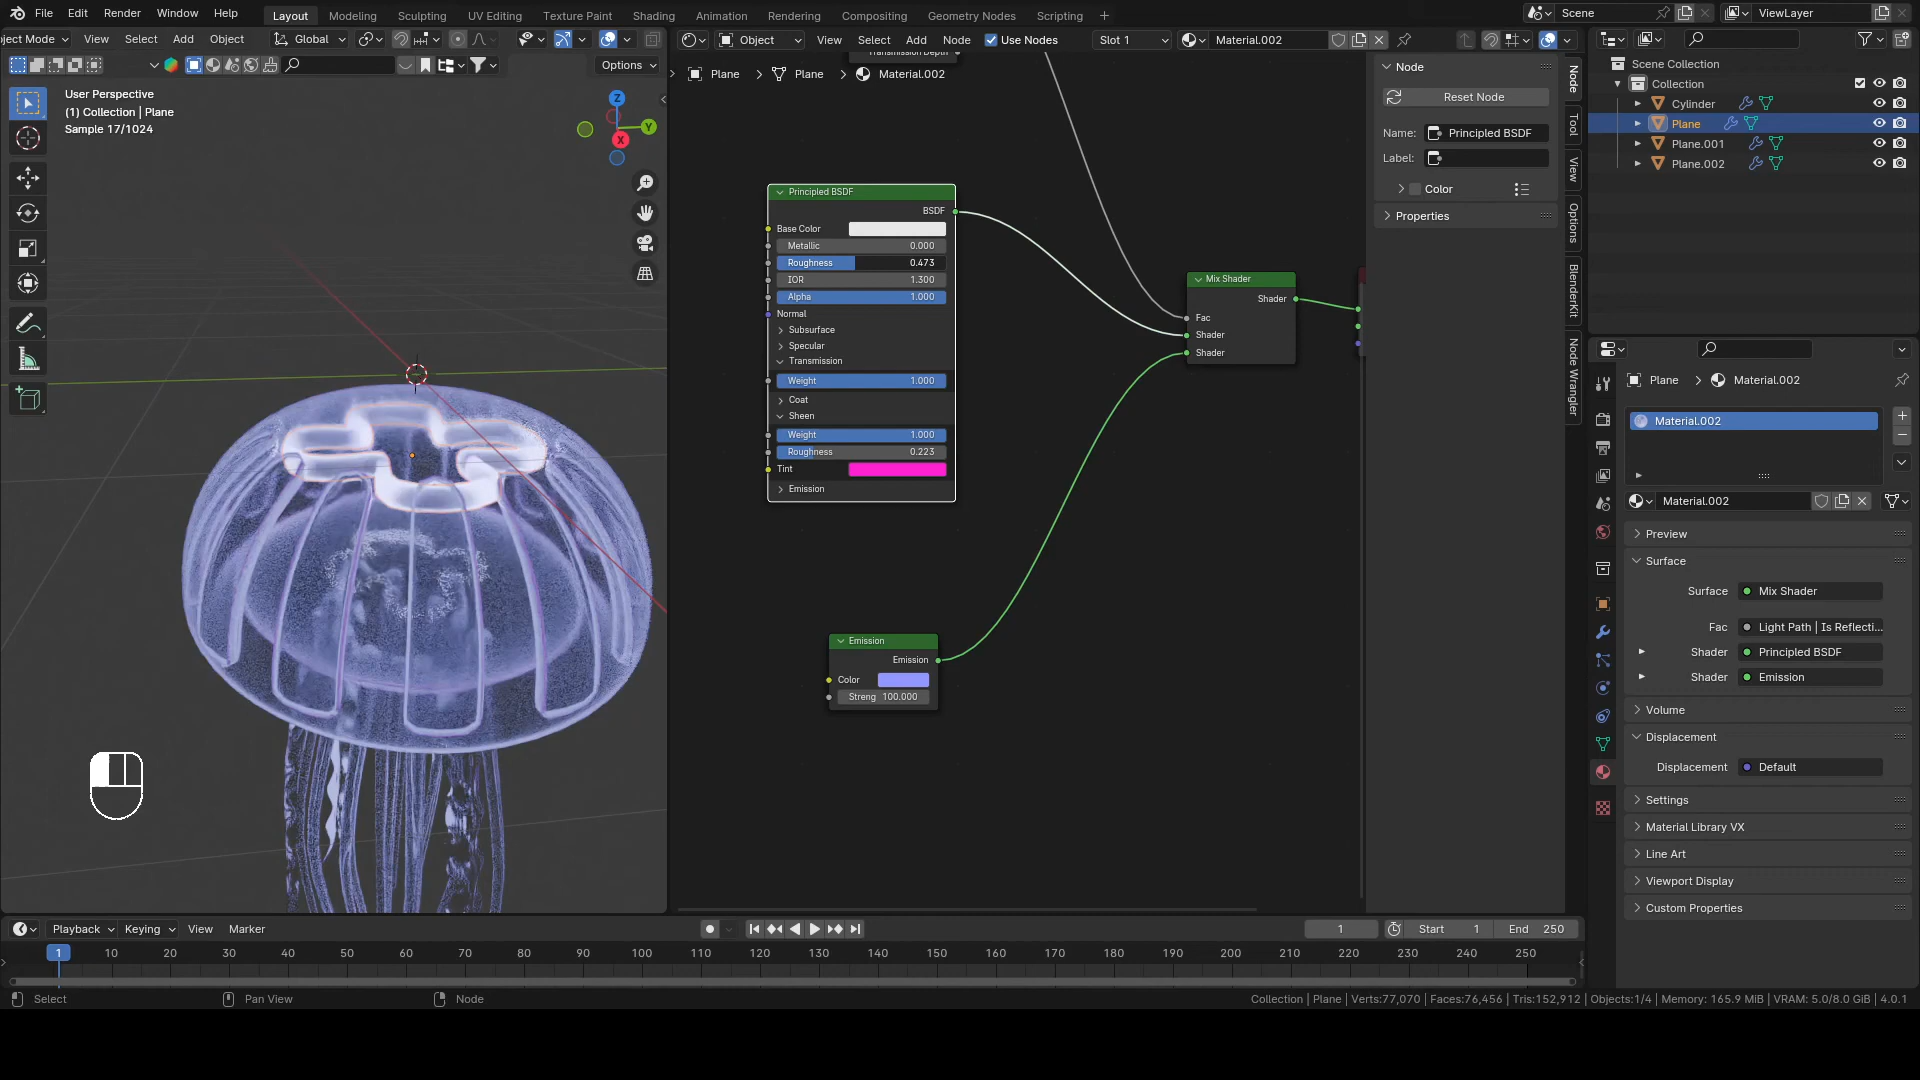 File Edit Render Window Help Layout Modeling Sculpting UV Editing Texture Paint Shading Animation Rendering Compositing Geometry Nodes Scripting + Scene ViewLayer
ject Mode View Select Add Object Global Object View Select Add Node Use Nodes Slot 1 Material.002
Options
Plane > Plane > Material.002
User Perspective
(1) Collection | Plane
Sample 17/1024
Z
Y
X
Principled BSDF
BSDF
Base Color
Metallic 0.000
Roughness 0.473
IOR 1.300
Alpha 1.000
Normal
Subsurface
Specular
Transmission
Weight 1.000
Coat
Sheen
Weight 1.000
Roughness 0.223
Tint
Emission
Mix Shader
Shader
Fac
Shader
Shader
Emission
Emission
Color
Streng 100.000
Node
Reset Node
Name: Principled BSDF
Label:
Color
Properties
Node
Tool
View
Options
BlenderKit
Node Wrangler
Scene Collection
Collection
Cylinder
Plane
Plane.001
Plane.002
Plane > Material.002
Material.002
Material.002
Preview
Surface
Surface Mix Shader
Fac Light Path | Is Reflecti...
Shader Principled BSDF
Shader Emission
Volume
Displacement
Displacement Default
Settings
Material Library VX
Line Art
Viewport Display
Custom Properties
Playback Keying View Marker 1 Start 1 End 250
1 10 20 30 40 50 60 70 80 90 100 110 120 130 140 150 160 170 180 190 200 210 220 230 240 250
Select Pan View Node Collection | Plane | Verts:77,070 | Faces:76,456 | Tris:152,912 | Objects:1/4 | Memory: 165.9 MiB | VRAM: 5.0/8.0 GiB | 4.0.1